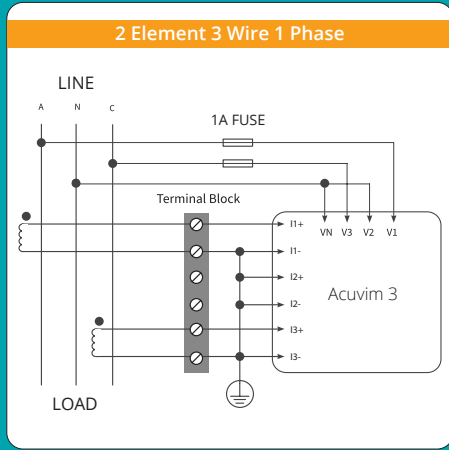 2 Element 3 Wire 1 Phase
LINE
A N C
1A FUSE
Terminal Block
VN V3 V2 V1
I1+
I1-
I2+
I2-
I3+
I3-
Acuvim 3
LOAD